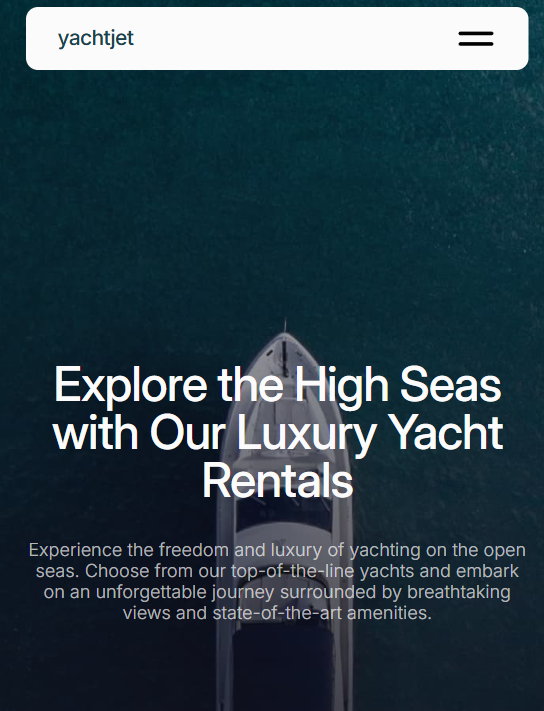 yachtjet
Explore the High Seas
with Our Luxury Yacht
Rentals
Experience the freedom and luxury of yachting on the open
seas. Choose from our top-of-the-line yachts and embark
on an unforgettable journey surrounded by breathtaking
views and state-of-the-art amenities.